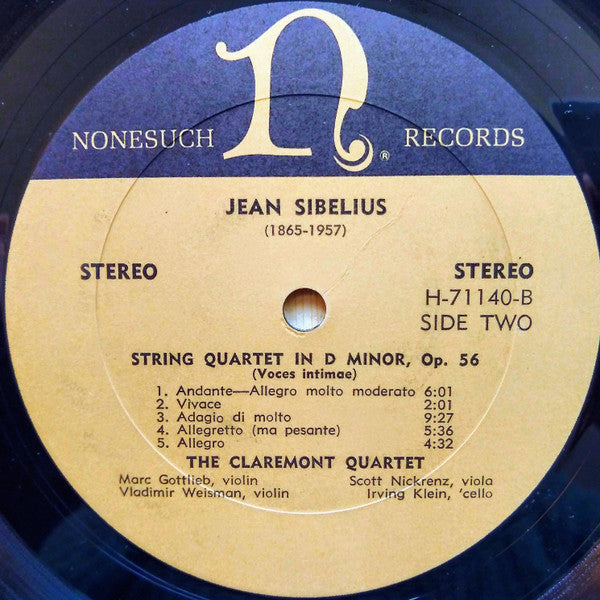 n
NONESUCH ® RECORDS
JEAN SIBELIUS
(1865-1957)
STEREO STEREO
H-71140-B
SIDE TWO
STRING QUARTET IN D MINOR, Op. 56
(Voces intimae)
1. Andante—Allegro molto moderato 6:01
2. Vivace 2:01
3. Adagio di molto 9:27
4. Allegretto (ma pesante) 5:36
5. Allegro 4:32
THE CLAREMONT QUARTET
Marc Gottlieb, violin Scott Nickrenz, viola
Vladimir Weisman, violin Irving Klein, 'cello